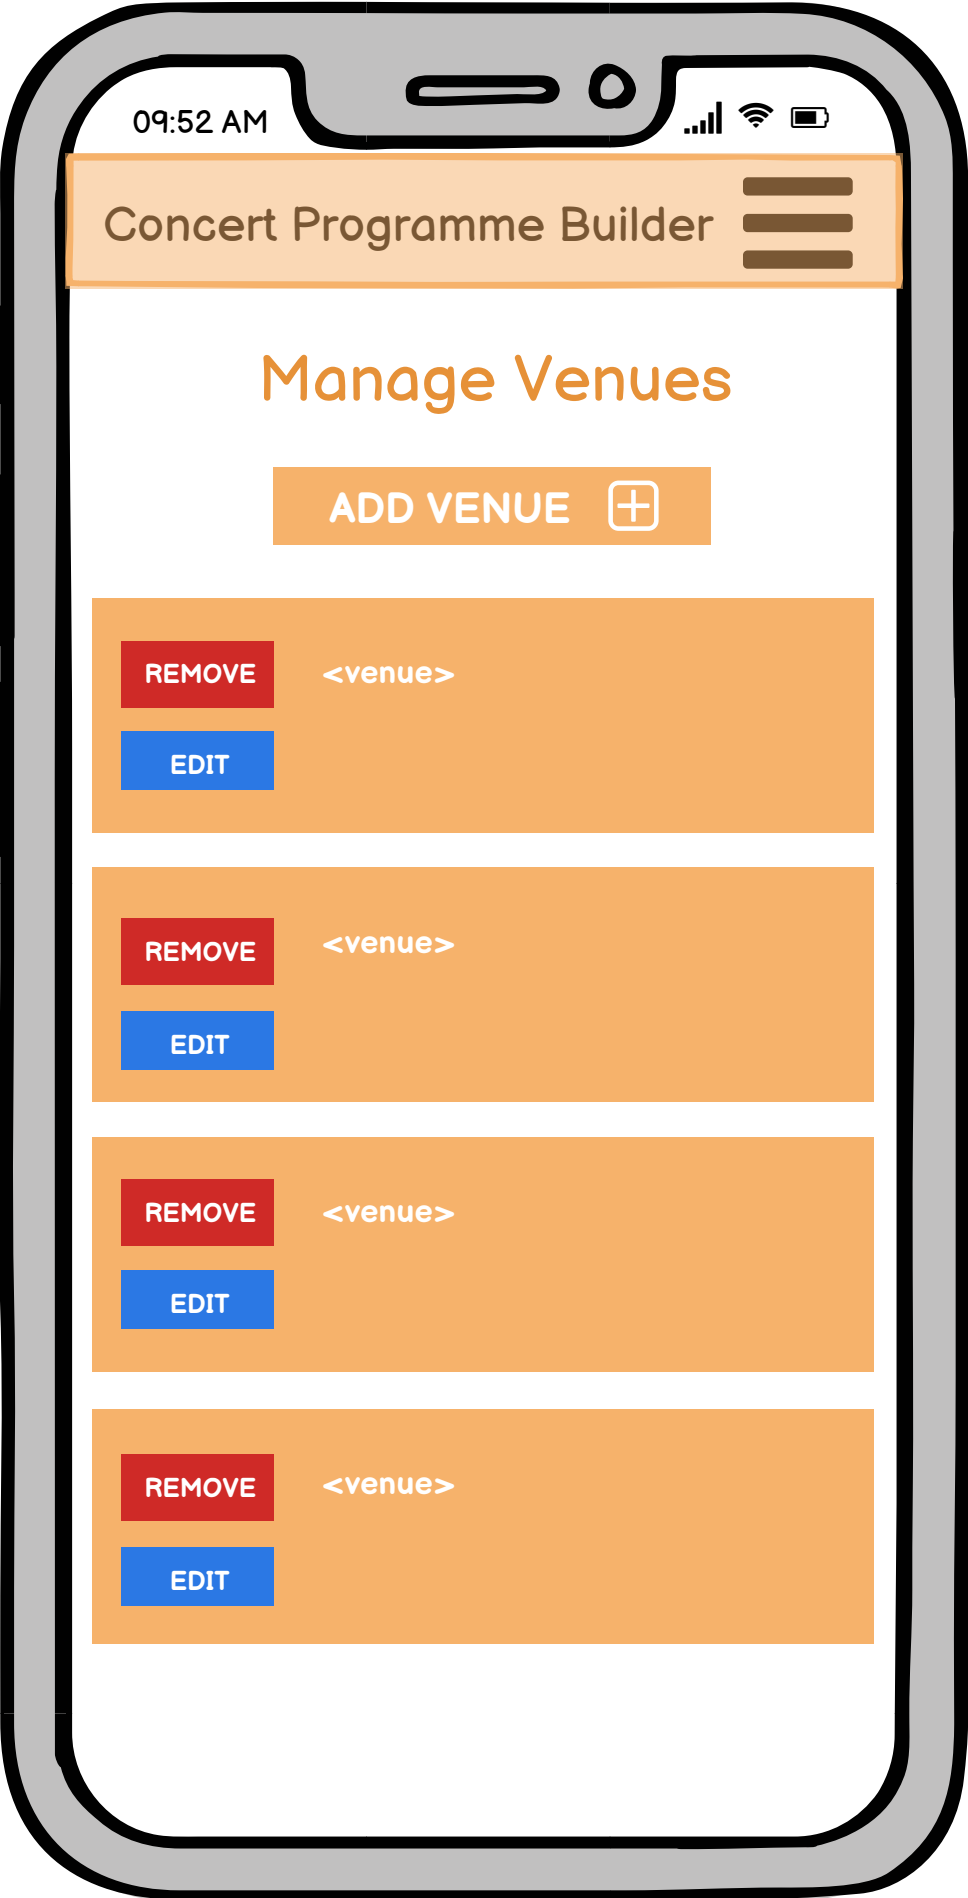 09:52 AM
Concert Programme Builder
Manage Venues
ADD VENUE
REMOVE <venue>
EDIT
REMOVE <venue>
EDIT
REMOVE <venue>
EDIT
REMOVE <venue>
EDIT